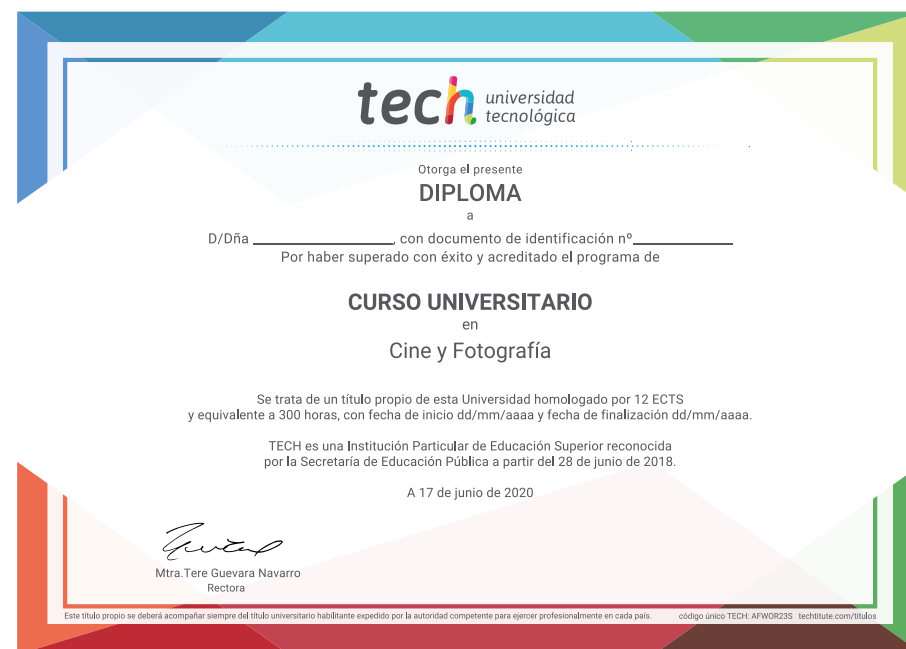 tech universidad
tecnológica
Otorga el presente
DIPLOMA
a
D/Dña ____________________, con documento de identificación nº______________
Por haber superado con éxito y acreditado el programa de
CURSO UNIVERSITARIO
en
Cine y Fotografía
Se trata de un título propio de esta Universidad homologado por 12 ECTS
y equivalente a 300 horas, con fecha de inicio dd/mm/aaaa y fecha de finalización dd/mm/aaaa.
TECH es una Institución Particular de Educación Superior reconocida
por la Secretaría de Educación Pública a partir del 28 de junio de 2018.
A 17 de junio de 2020
Mtra.Tere Guevara Navarro
Rectora
Este título propio se deberá acompañar siempre del título universitario habilitante expedido por la autoridad competente para ejercer profesionalmente en cada país. código único TECH: AFWOR23S techtitute.com/titulos